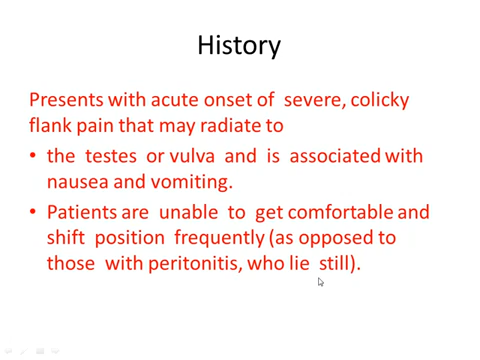 History
Presents with acute onset of severe, colicky
flank pain that may radiate to
• the testes or vulva and is associated with
nausea and vomiting.
• Patients are unable to get comfortable and
shift position frequently (as opposed to
those with peritonitis, who lie still).